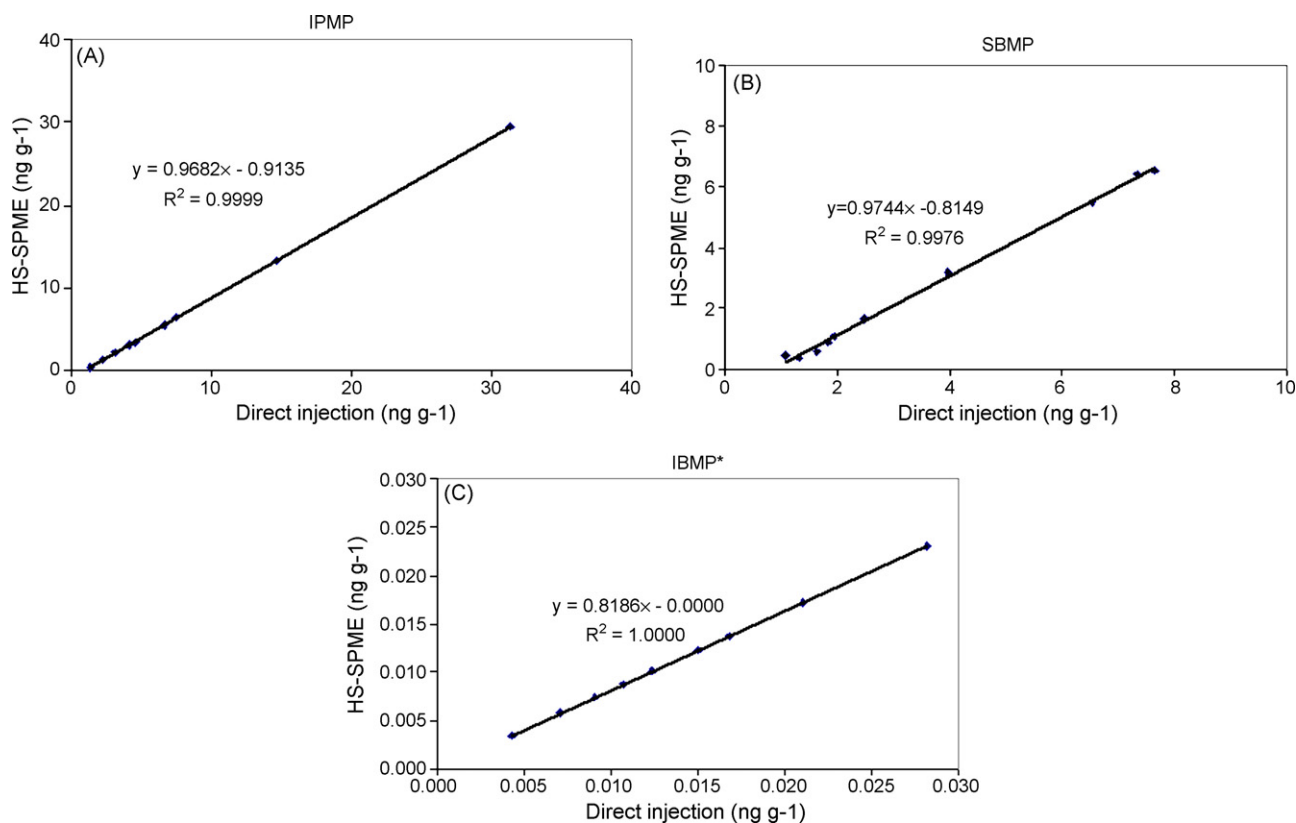 IPMP
(A)
40
30
20
10
0
y = 0.9682× - 0.9135
R² = 0.9999
HS-SPME (ng g-1)
0 10 20 30 40
Direct injection (ng g-1)
SBMP
(B)
10
8
6
4
2
0
y=0.9744× -0.8149
R² = 0.9976
HS-SPME (ng g-1)
0 2 4 6 8 10
Direct injection (ng g-1)
IBMP*
(C)
0.030
0.025
0.020
0.015
0.010
0.005
0.000
y = 0.8186× - 0.0000
R² = 1.0000
HS-SPME (ng g-1)
0.000 0.005 0.010 0.015 0.020 0.025 0.030
Direct injection (ng g-1)